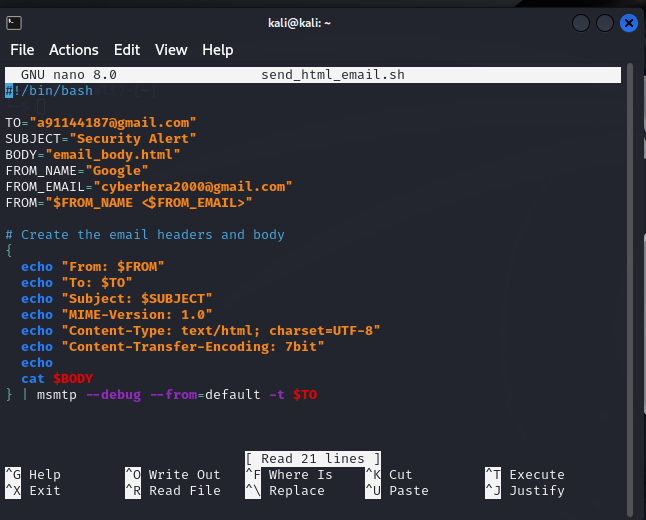 kali@kali: ~
File Actions Edit View Help
GNU nano 8.0 send_html_email.sh
#!/bin/bash
TO="a91144187@gmail.com"
SUBJECT="Security Alert"
BODY="email_body.html"
FROM_NAME="Google"
FROM_EMAIL="cyberhera2000@gmail.com"
FROM="$FROM_NAME <$FROM_EMAIL>"
# Create the email headers and body
{
echo "From: $FROM"
echo "To: $TO"
echo "Subject: $SUBJECT"
echo "MIME-Version: 1.0"
echo "Content-Type: text/html; charset=UTF-8"
echo "Content-Transfer-Encoding: 7bit"
echo
cat $BODY
} | msmtp --debug --from=default -t $TO
[ Read 21 lines ]
^G Help ^O Write Out ^F Where Is ^K Cut ^T Execute
^X Exit ^R Read File ^\ Replace ^U Paste ^J Justify